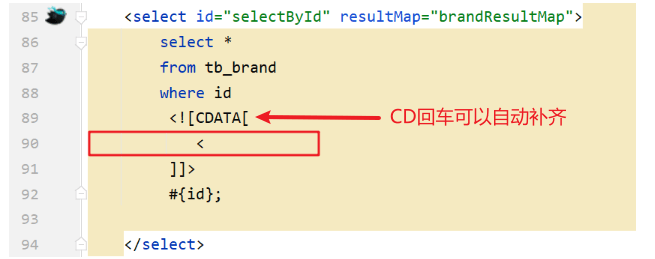 85 <select id="selectById" resultMap="brandResultMap">
86 select *
87 from tb_brand
88 where id
89 <![CDATA[ CD回车可以自动补齐
90 <
91 ]]>
92 #{id};
93
94 </select>